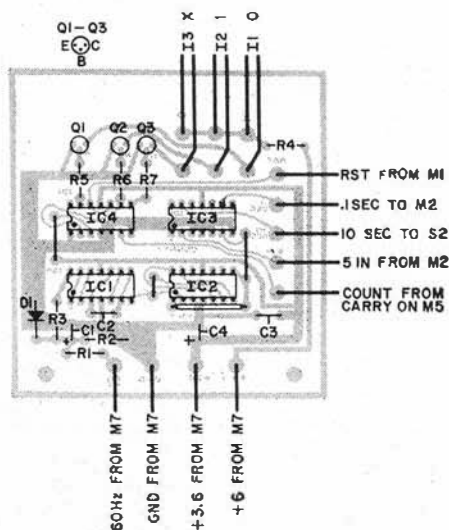 Q1-Q3
E C
B
I3 X
I2 1
I1 0
Q1 Q2 Q3
R4
R5 R6 R7
RST FROM M1
IC4 IC3
.1SEC TO M2
10 SEC TO S2
5 IN FROM M2
IC1 IC2
COUNT FROM
CARRY ON M5
D1
R3
+
C1
C2
R2
R1
+
C4
C3
60Hz FROM M7
GND FROM M7
+3.6 FROM M7
+6 FROM M7